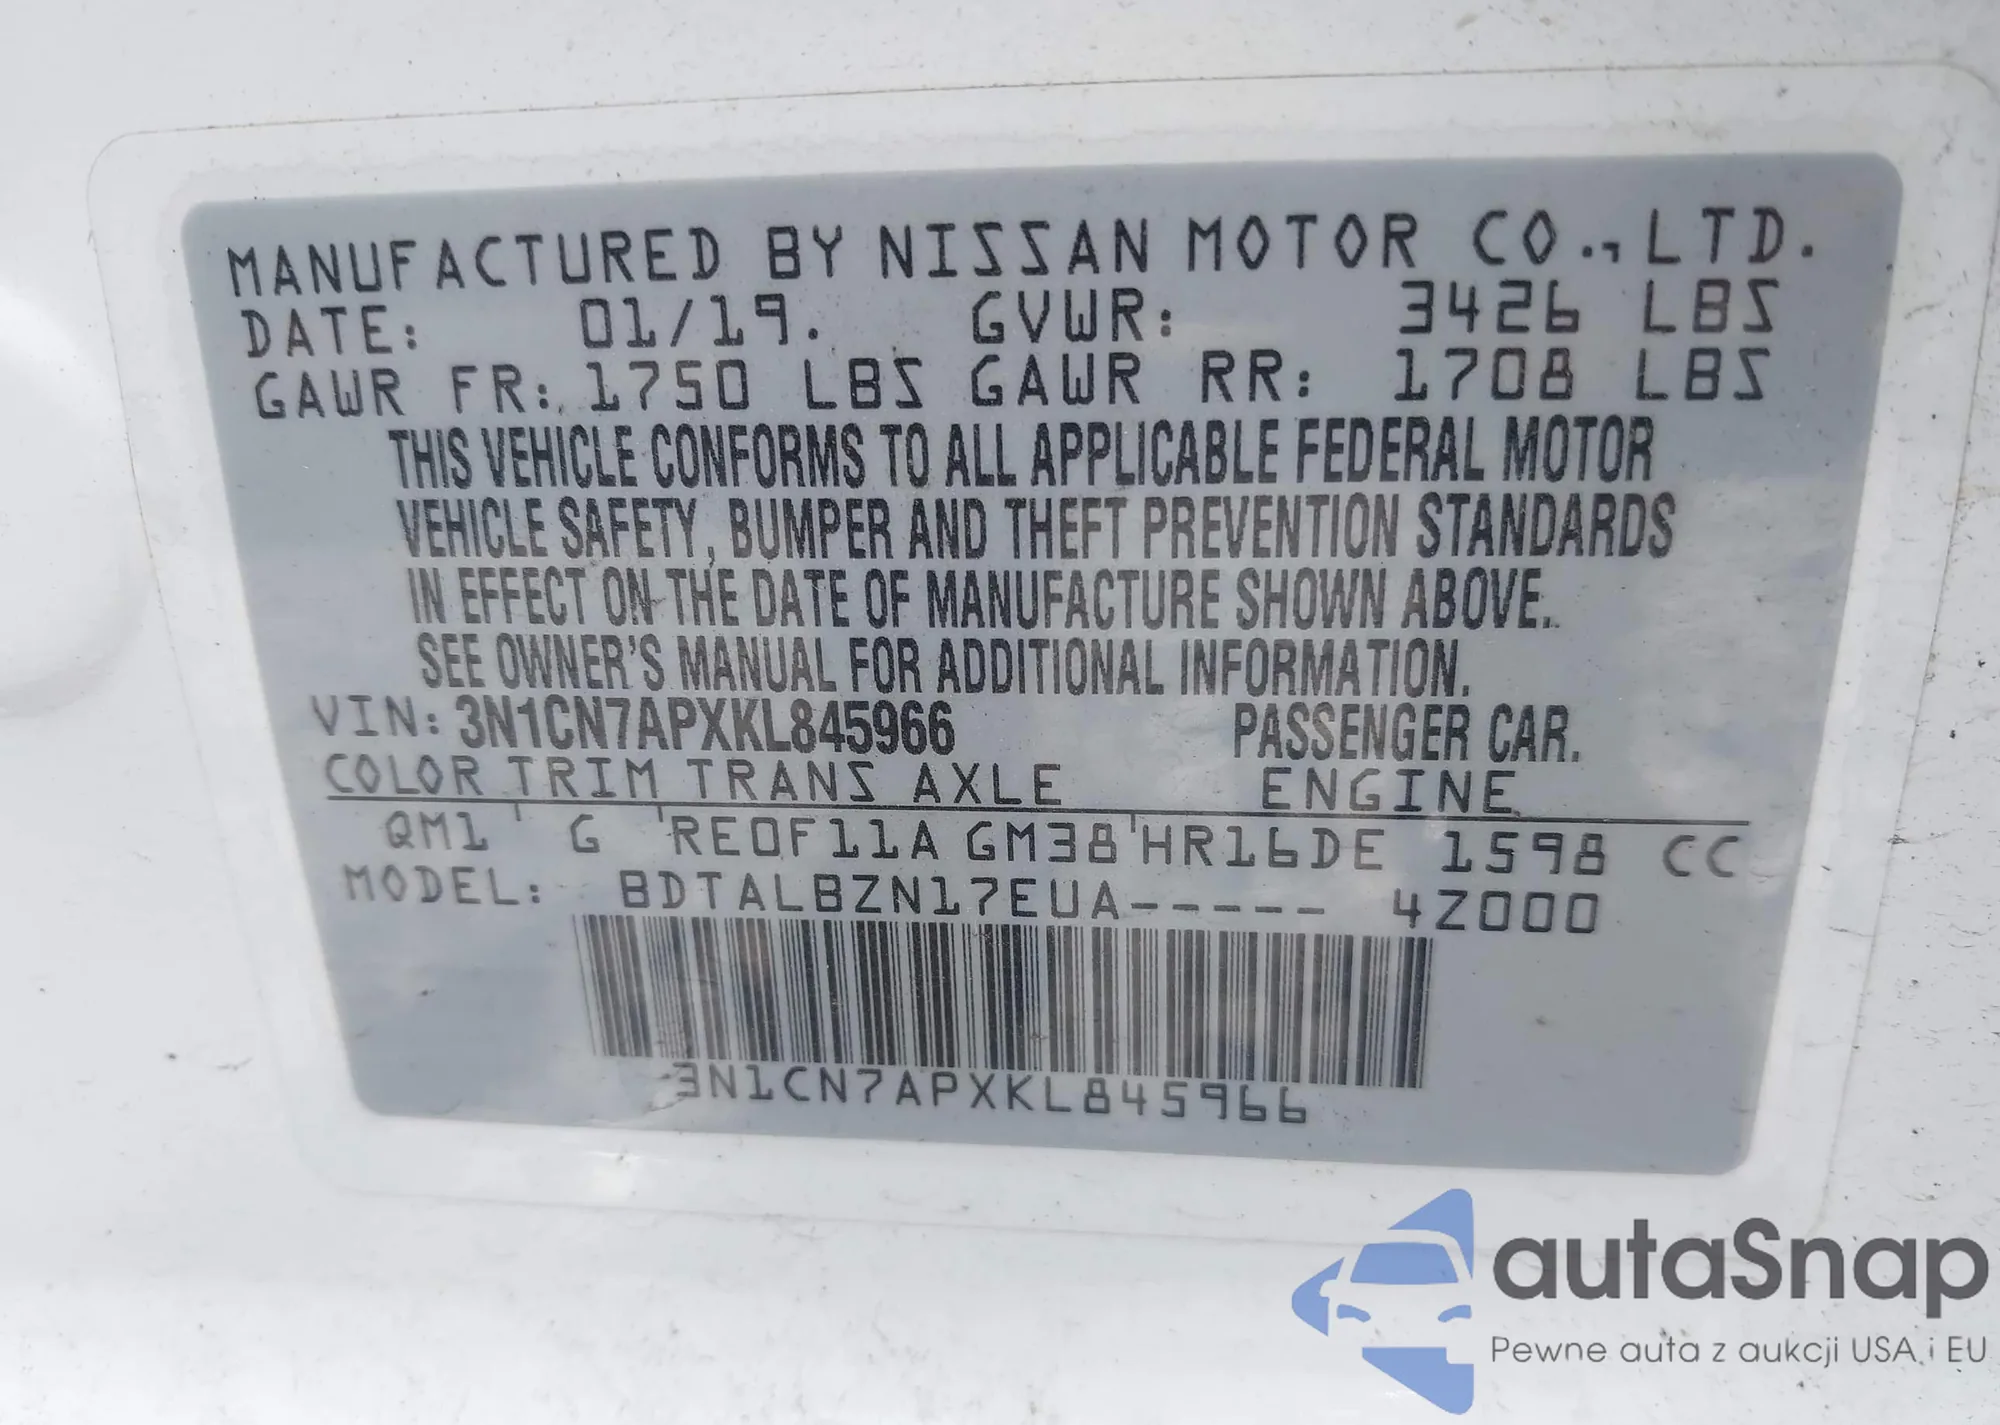 MANUFACTURED BY NISSAN MOTOR CO., LTD.
DATE: 01/19. GVWR: 3426 LBS
GAWR FR: 1750 LBS GAWR RR: 1708 LBS
THIS VEHICLE CONFORMS TO ALL APPLICABLE FEDERAL MOTOR
VEHICLE SAFETY, BUMPER AND THEFT PREVENTION STANDARDS
IN EFFECT ON THE DATE OF MANUFACTURE SHOWN ABOVE.
SEE OWNER'S MANUAL FOR ADDITIONAL INFORMATION.
VIN: 3N1CN7APXKL845966 PASSENGER CAR.
COLOR TRIM TRANS AXLE ENGINE
QM1 ' G ' RE0F11A GM38 ' HR16DE 1598 CC
MODEL: BDTALBZN17EUA----- 4Z000
3N1CN7APXKL845966
autaSnap
Pewne auta z aukcji USA i EU